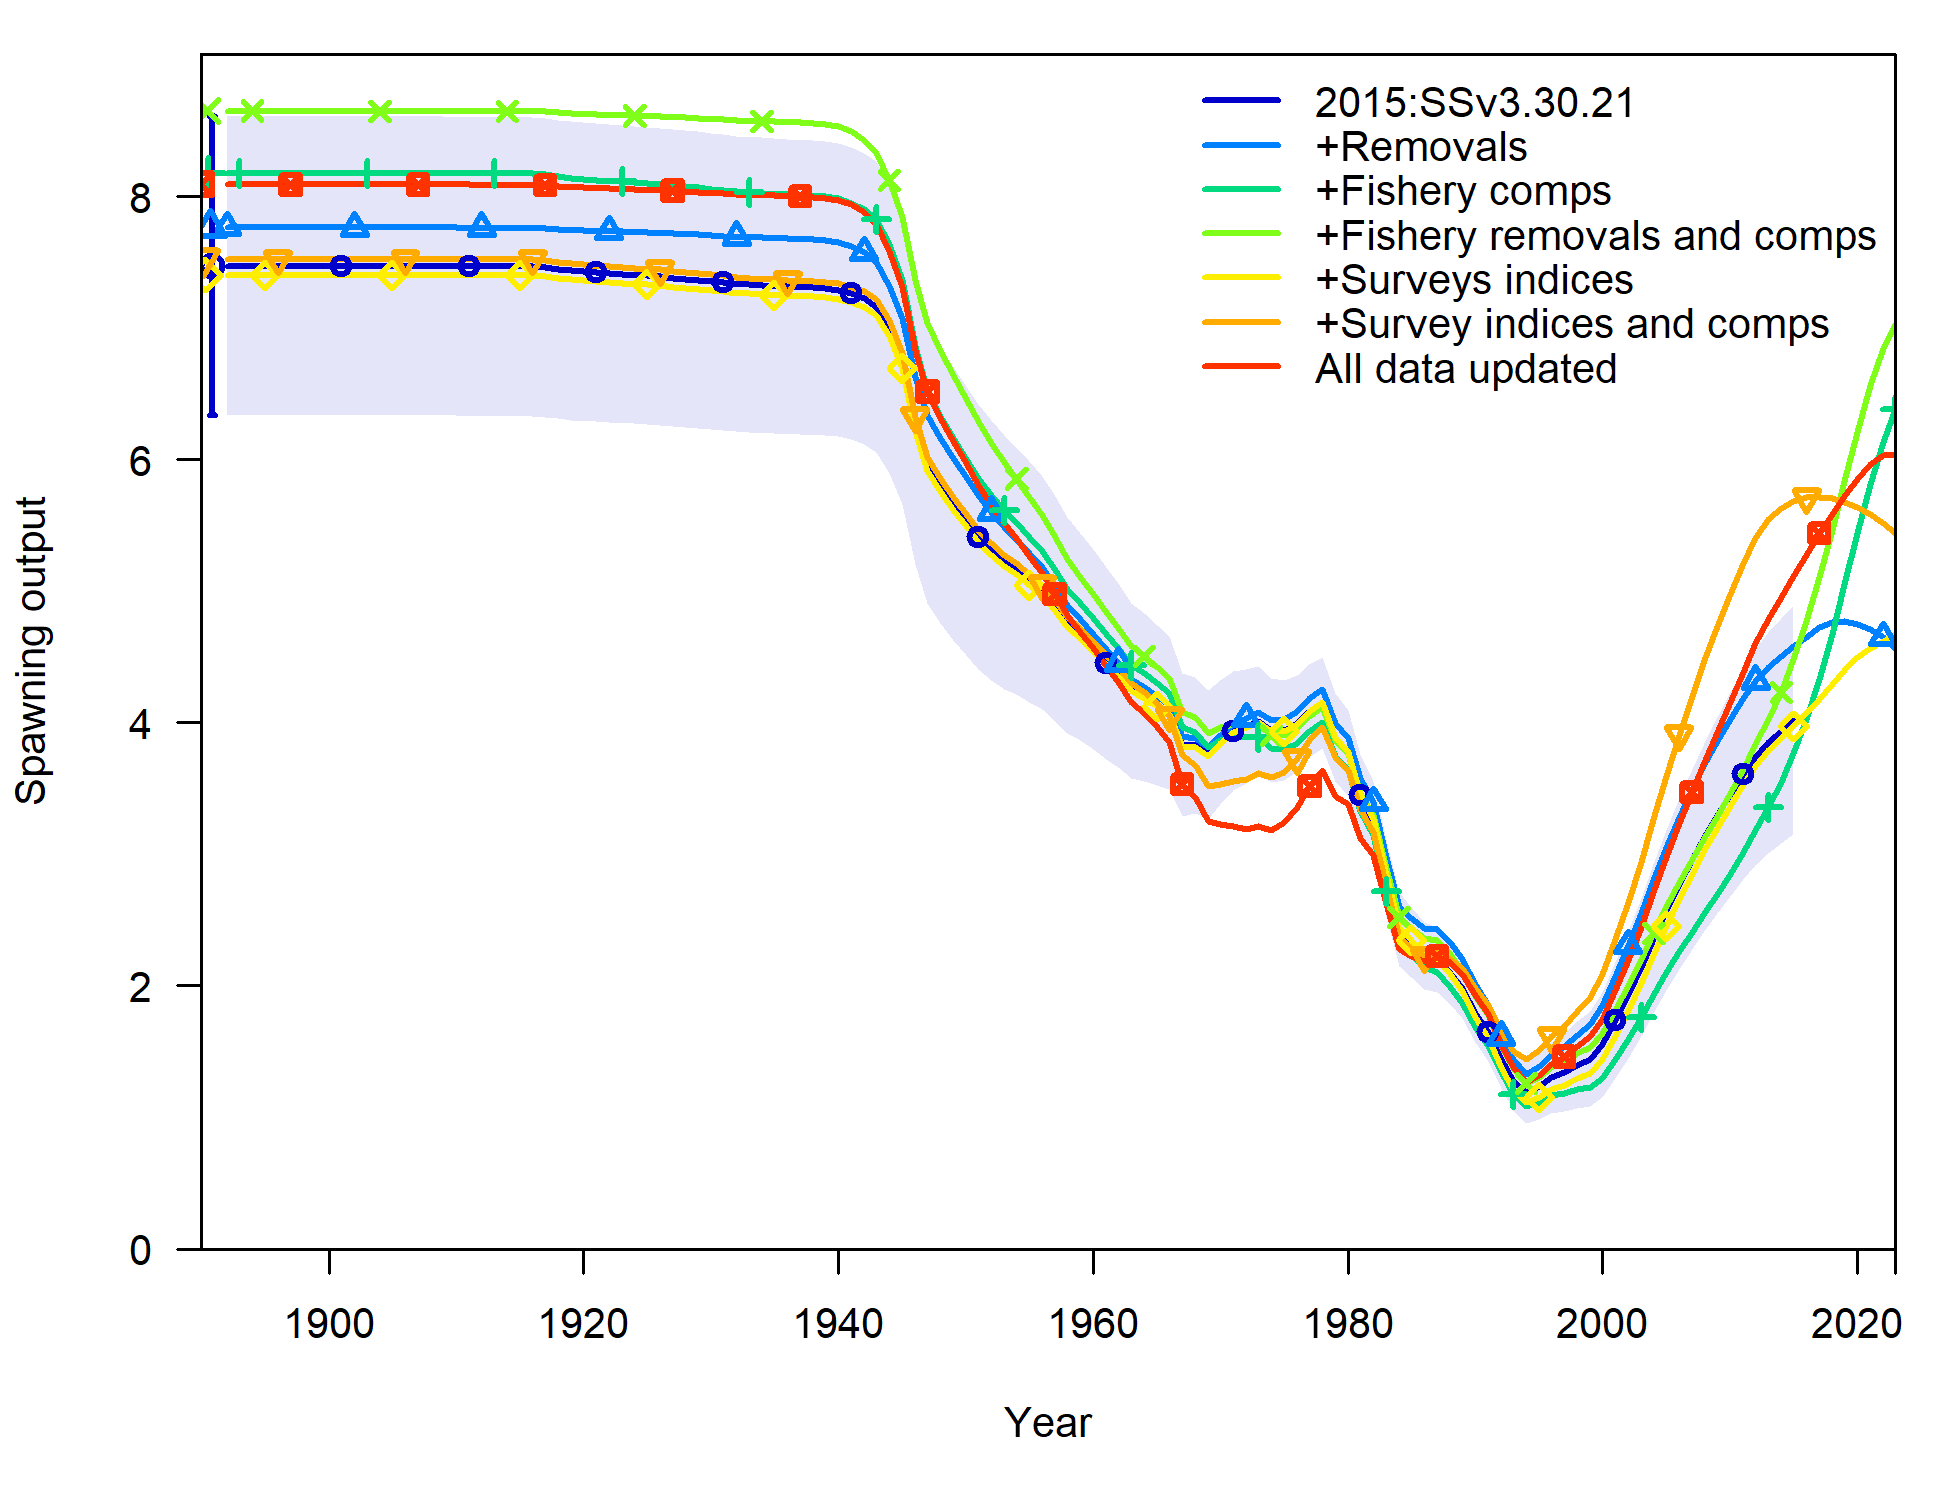 2015:SSv3.30.21
+Removals
+Fishery comps
+Fishery removals and comps
+Surveys indices
+Survey indices and comps
All data updated
Spawning output
8
6
4
2
0
1900 1920 1940 1960 1980 2000 2020
Year